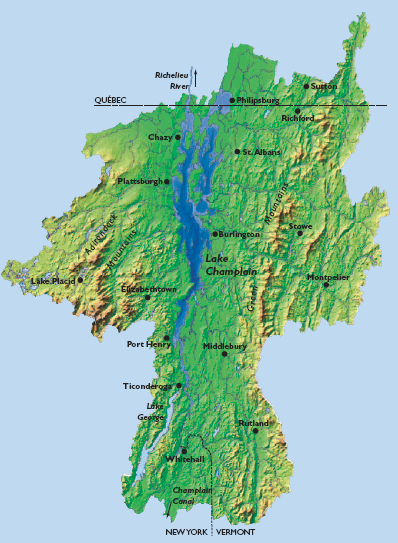 Richelieu
River
Sutton
QUÉBEC
Philipsburg
Richford
Chazy
St. Albans
Plattsburgh
Adirondack
Mountains
Green
Mountains
Burlington
Stowe
Lake
Champlain
Lake Placid
Elizabethtown
Montpelier
Port Henry
Middlebury
Ticonderoga
Lake
George
Rutland
Whitehall
Champlain
Canal
NEW YORK
VERMONT